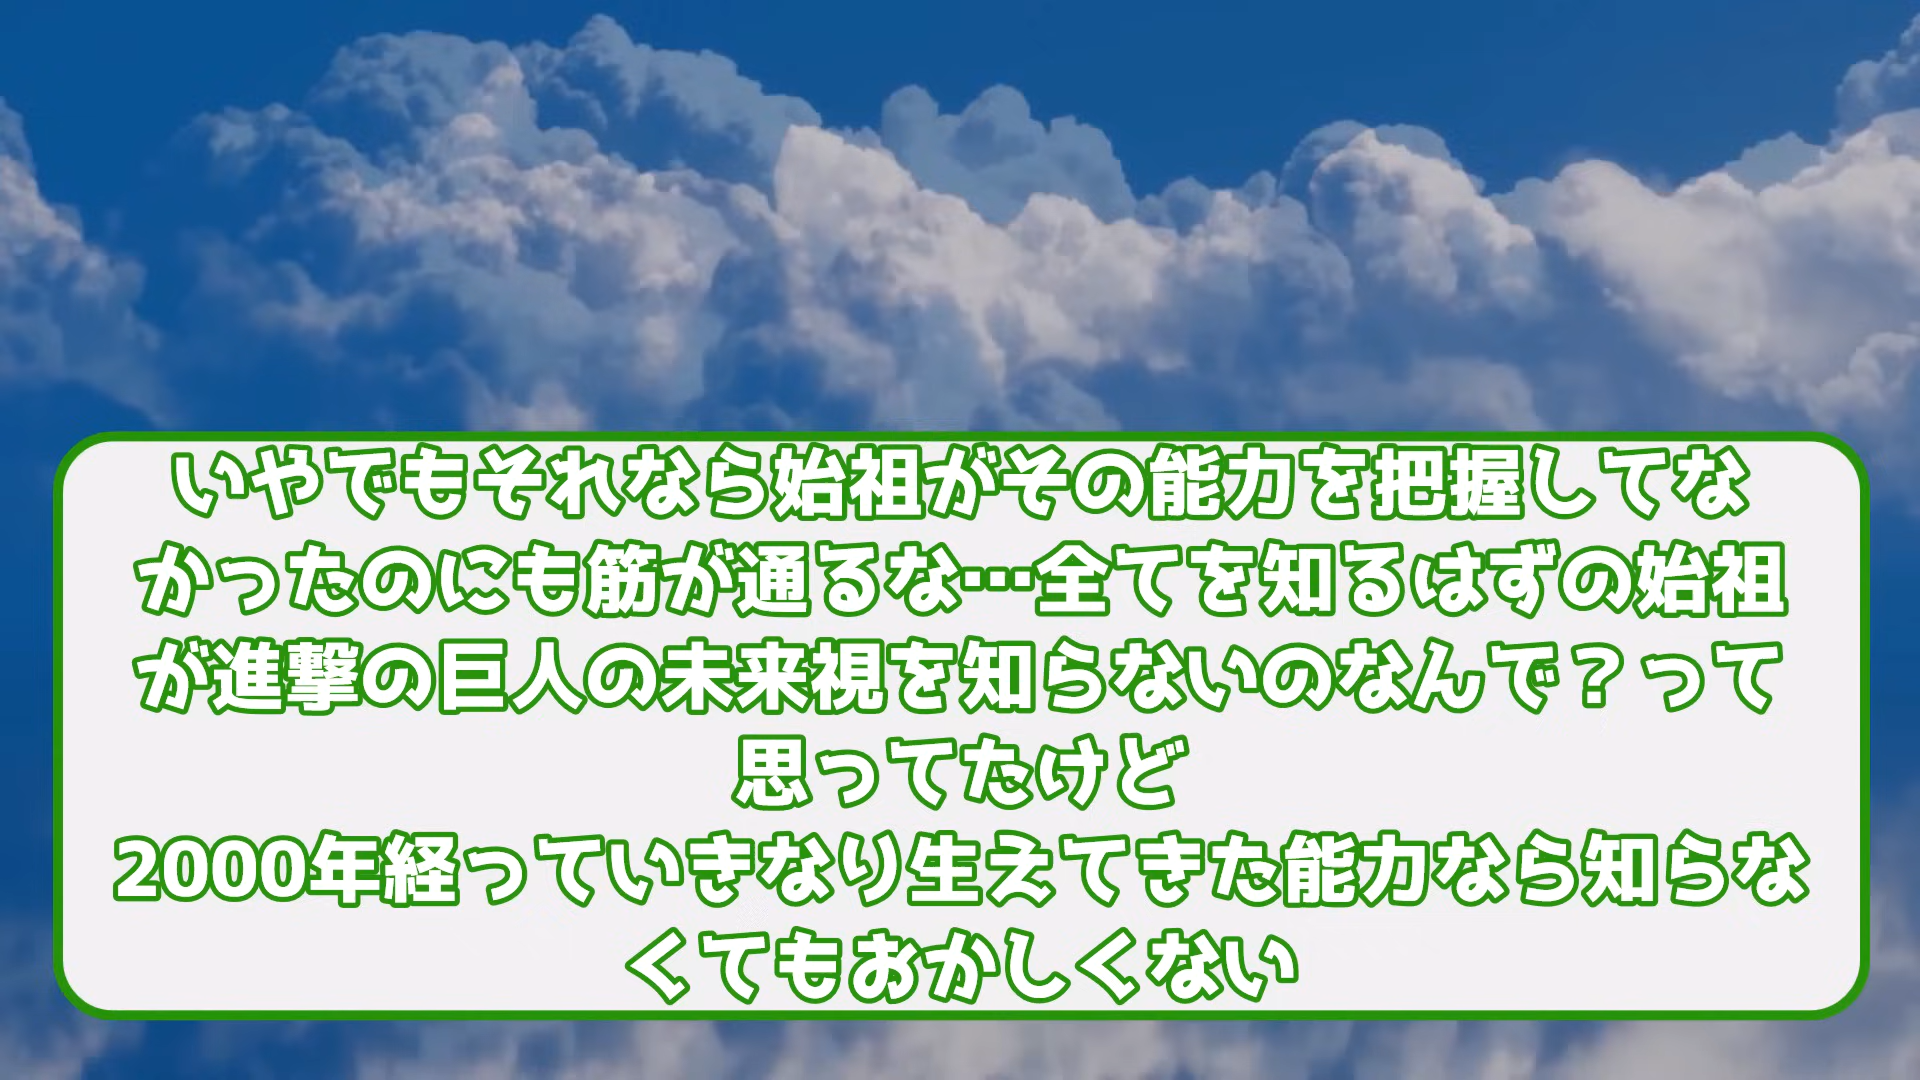 いやでもそれなら始祖がその能力を把握してな
かったのにも筋が通るな…全てを知るはずの始祖
が進撃の巨人の未来視を知らないのなんで？って
思ってたけど
2000年経っていきなり生えてきた能力なら知らな
くてもおかしくない